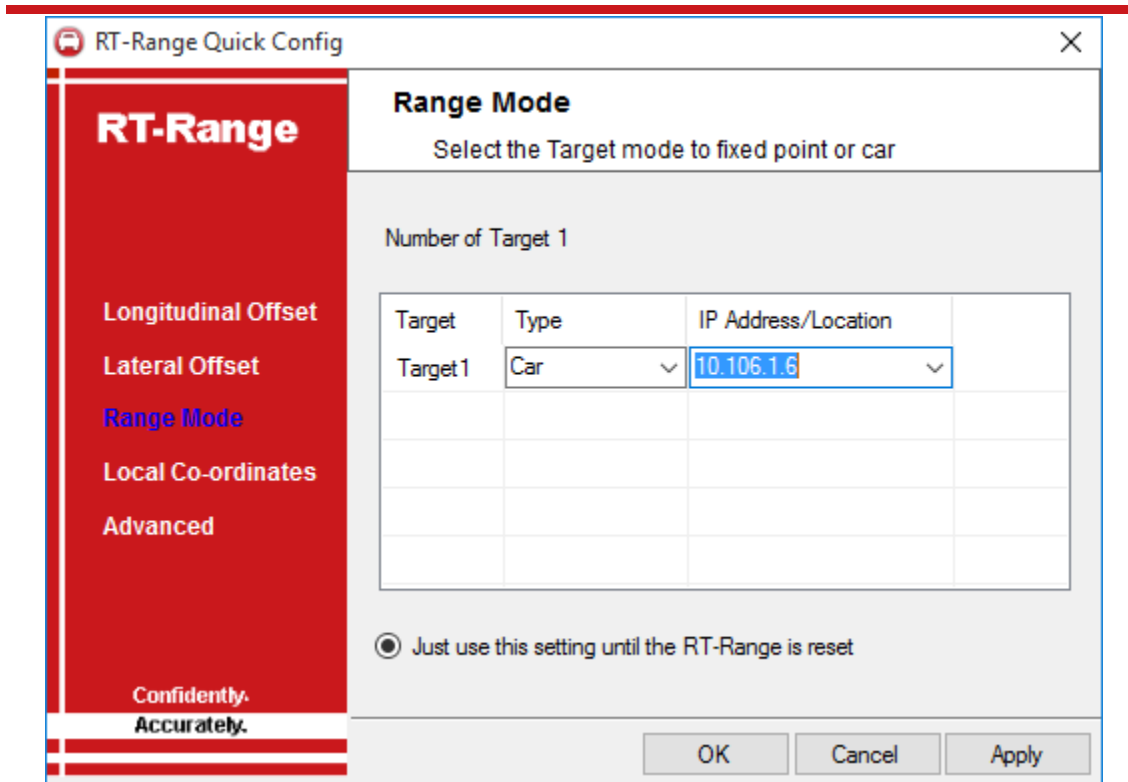 RT-Range Quick Config
RT-Range
Range Mode
Select the Target mode to fixed point or car
Longitudinal Offset
Lateral Offset
Range Mode
Local Co-ordinates
Advanced
Confidently.
Accurately.
Number of Target 1
Target Type IP Address/Location
Target1 Car 10.106.1.6
Just use this setting until the RT-Range is reset
OK Cancel Apply